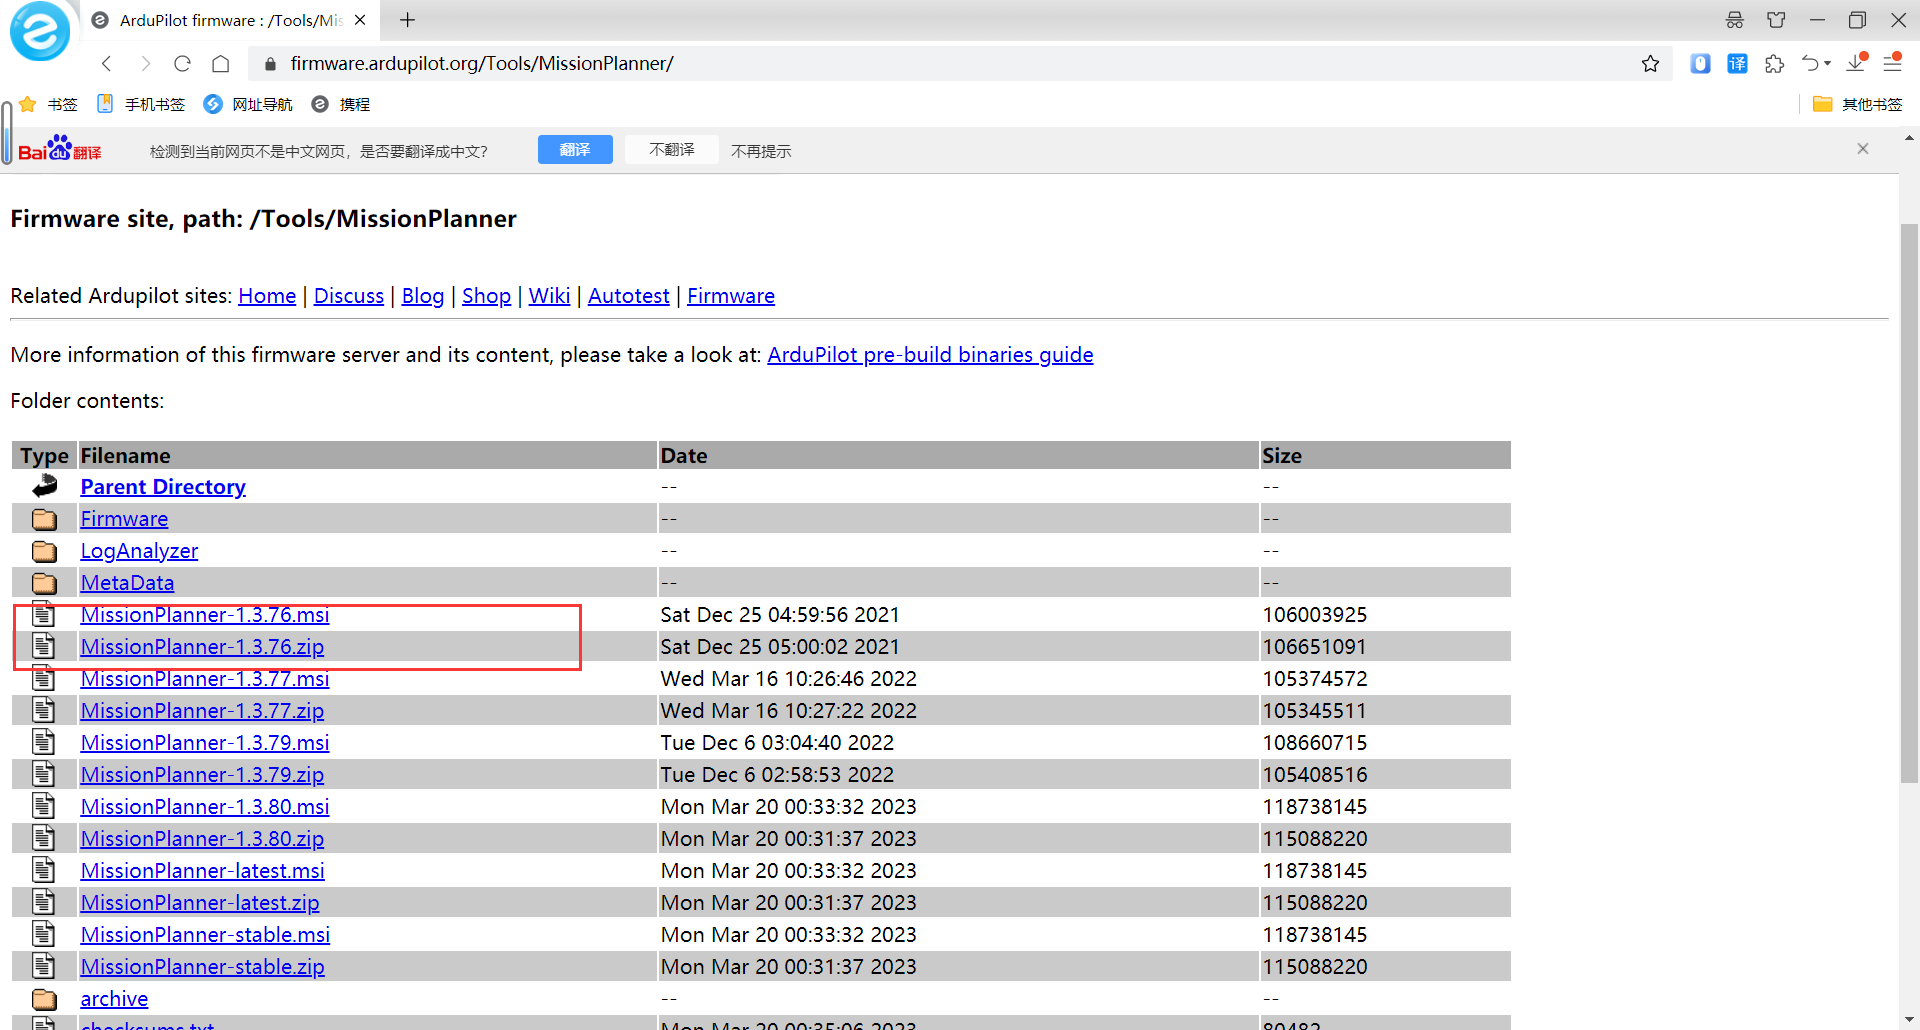 ArduPilot firmware : /Tools/Mis
firmware.ardupilot.org/Tools/MissionPlanner/
译
书签 手机书签 网址导航 携程 其他书签
Bai du 翻译 检测到当前网页不是中文网页，是否要翻译成中文? 翻译 不翻译 不再提示
Firmware site, path: /Tools/MissionPlanner
Related Ardupilot sites: Home | Discuss | Blog | Shop | Wiki | Autotest | Firmware
More information of this firmware server and its content, please take a look at: ArduPilot pre-build binaries guide
Folder contents:
Type Filename Date Size
Parent Directory -- --
Firmware -- --
LogAnalyzer -- --
MetaData -- --
MissionPlanner-1.3.76.msi Sat Dec 25 04:59:56 2021 106003925
MissionPlanner-1.3.76.zip Sat Dec 25 05:00:02 2021 106651091
MissionPlanner-1.3.77.msi Wed Mar 16 10:26:46 2022 105374572
MissionPlanner-1.3.77.zip Wed Mar 16 10:27:22 2022 105345511
MissionPlanner-1.3.79.msi Tue Dec 6 03:04:40 2022 108660715
MissionPlanner-1.3.79.zip Tue Dec 6 02:58:53 2022 105408516
MissionPlanner-1.3.80.msi Mon Mar 20 00:33:32 2023 118738145
MissionPlanner-1.3.80.zip Mon Mar 20 00:31:37 2023 115088220
MissionPlanner-latest.msi Mon Mar 20 00:33:32 2023 118738145
MissionPlanner-latest.zip Mon Mar 20 00:31:37 2023 115088220
MissionPlanner-stable.msi Mon Mar 20 00:33:32 2023 118738145
MissionPlanner-stable.zip Mon Mar 20 00:31:37 2023 115088220
archive -- --
checksums.txt Mon Mar 20 00:35:06 2023 80482